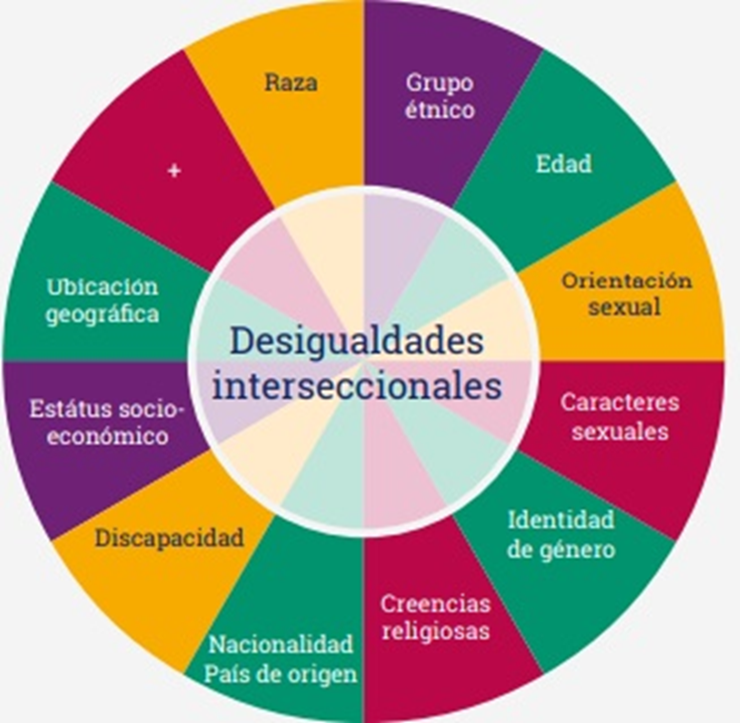 Raza
Grupo
étnico
Edad
Orientación
sexual
Caracteres
sexuales
Identidad
de género
Creencias
religiosas
Nacionalidad
País de origen
Discapacidad
Estátus socio-
económico
Ubicación
geográfica
+
Desigualdades
interseccionales